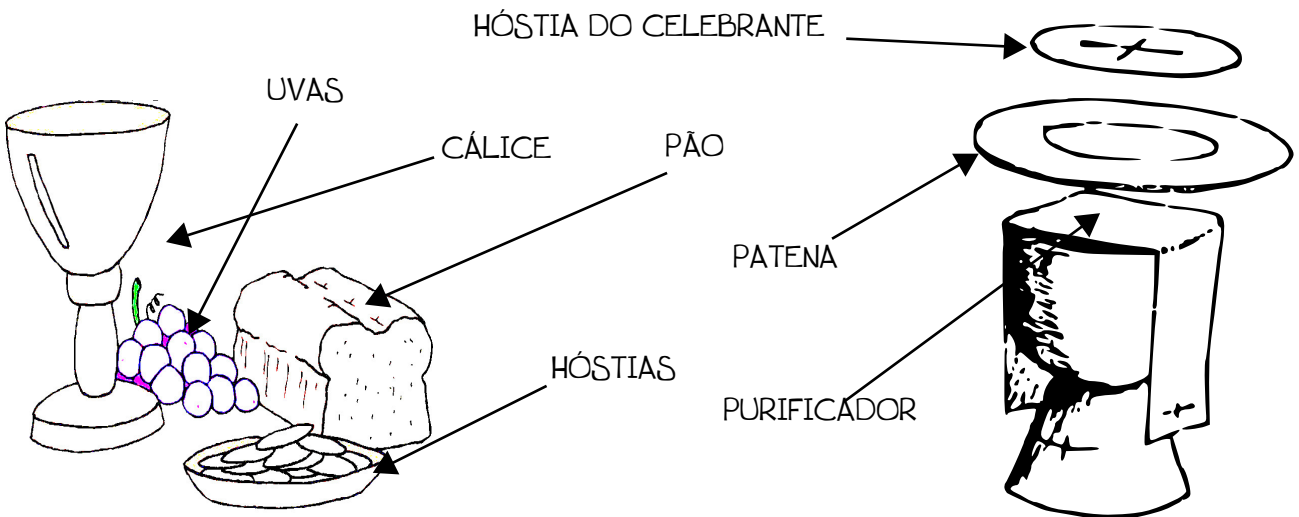 HÓSTIA DO CELEBRANTE
UVAS
CÁLICE
PÃO
PATENA
HÓSTIAS
PURIFICADOR